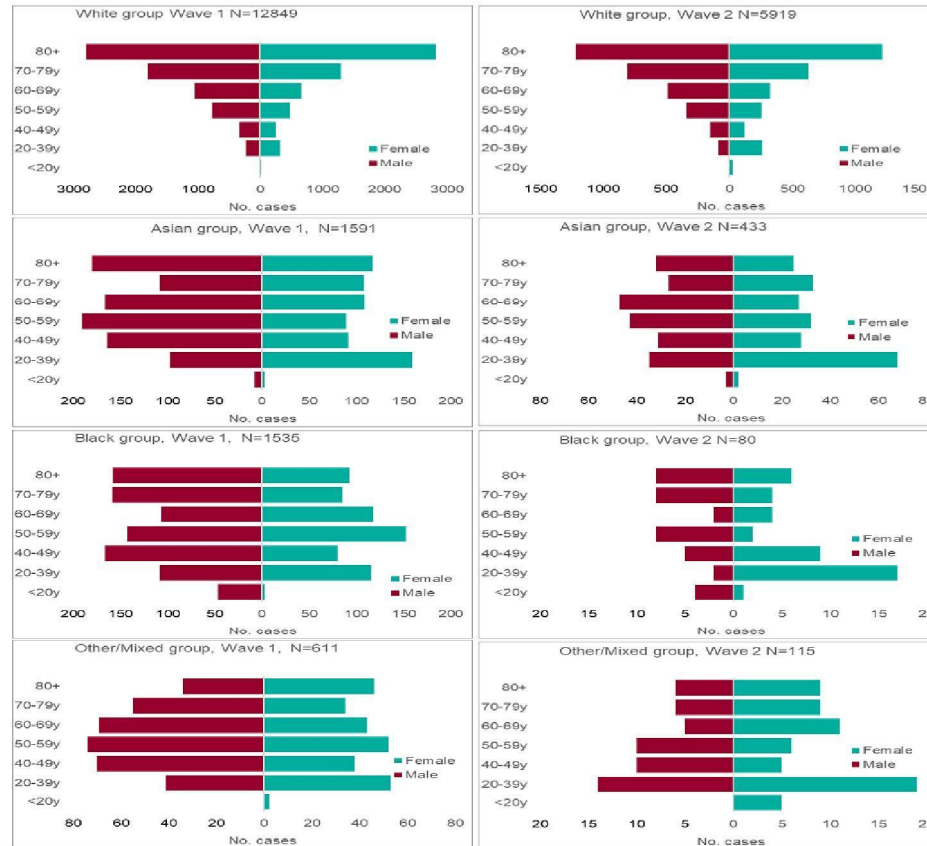 White group Wave 1 N=12849
80+
70-79y
60-69y
50-59y
40-49y
20-39y
<20y
Female
Male
3000 2000 1000 0 1000 2000 3000
No. cases
White group, Wave 2 N=5919
80+
70-79y
60-69y
50-59y
40-49y
20-39y
<20y
Female
Male
1500 1000 500 0 500 1000 150
No. cases
Asian group, Wave 1, N=1591
80+
70-79y
60-69y
50-59y
40-49y
20-39y
<20y
Female
Male
200 150 100 50 0 50 100 150 200
No. cases
Asian group, Wave 2 N=433
80+
70-79y
60-69y
50-59y
40-49y
20-39y
<20y
Female
Male
80 60 40 20 0 20 40 60 8
No. cases
Black group, Wave 1, N=1535
80+
70-79y
60-69y
50-59y
40-49y
20-39y
<20y
Female
Male
200 150 100 50 0 50 100 150 200
No. cases
Black group, Wave 2 N=80
80+
70-79y
60-69y
50-59y
40-49y
20-39y
<20y
Female
Male
20 15 10 5 0 5 10 15 2
No. cases
Other/Mixed group, Wave 1, N=611
80+
70-79y
60-69y
50-59y
40-49y
20-39y
<20y
Female
Male
80 60 40 20 0 20 40 60 80
No. cases
Other/Mixed group, Wave 2 N=115
80+
70-79y
60-69y
50-59y
40-49y
20-39y
<20y
Female
Male
20 15 10 5 0 5 10 15 2
No. cases